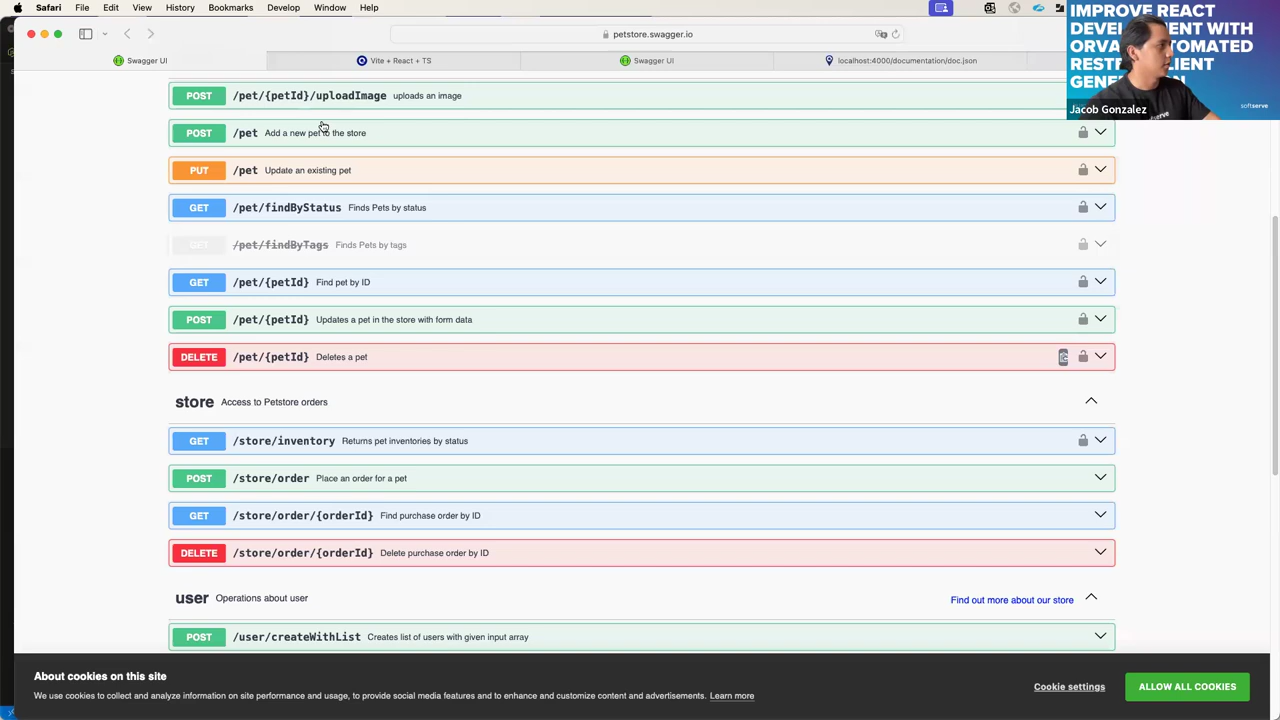 Safari File Edit View History Bookmarks Develop Window Help
petstore.swagger.io
Swagger UI
Vite + React + TS
Swagger UI
localhost:4000/documentation/doc.json
IMPROVE REACT
WITH
ORVA
CLIENT
GENE
Jacob Gonzalez
softserve
POST /pet/{petId}/uploadImage uploads an image
POST /pet Add a new pet to the store
PUT /pet Update an existing pet
GET /pet/findByStatus Finds Pets by status
GET /pet/findByTags Finds Pets by tags
GET /pet/{petId} Find pet by ID
POST /pet/{petId} Updates a pet in the store with form data
DELETE /pet/{petId} Deletes a pet
store Access to Petstore orders
GET /store/inventory Returns pet inventories by status
POST /store/order Place an order for a pet
GET /store/order/{orderId} Find purchase order by ID
DELETE /store/order/{orderId} Delete purchase order by ID
user Operations about user
Find out more about our store
POST /user/createWithList Creates list of users with given input array
About cookies on this site
We use cookies to collect and analyze information on site performance and usage, to provide social media features and to enhance and customize content and advertisements. Learn more
Cookie settings
ALLOW ALL COOKIES